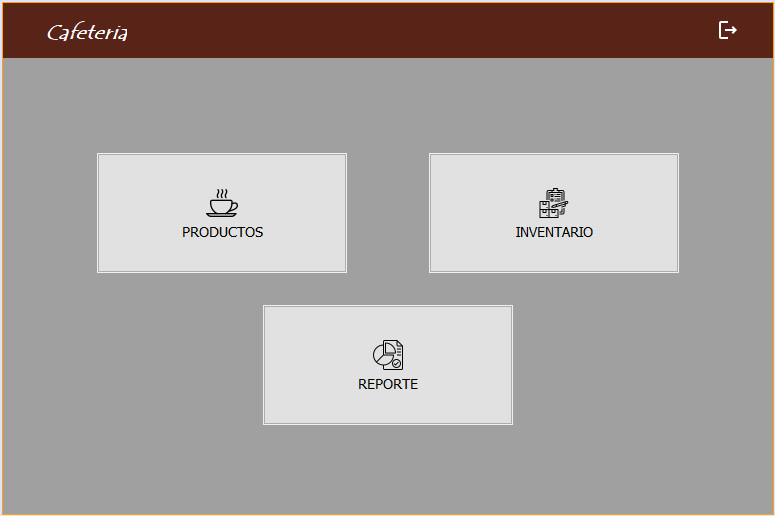 Cafeteria
PRODUCTOS
INVENTARIO
REPORTE